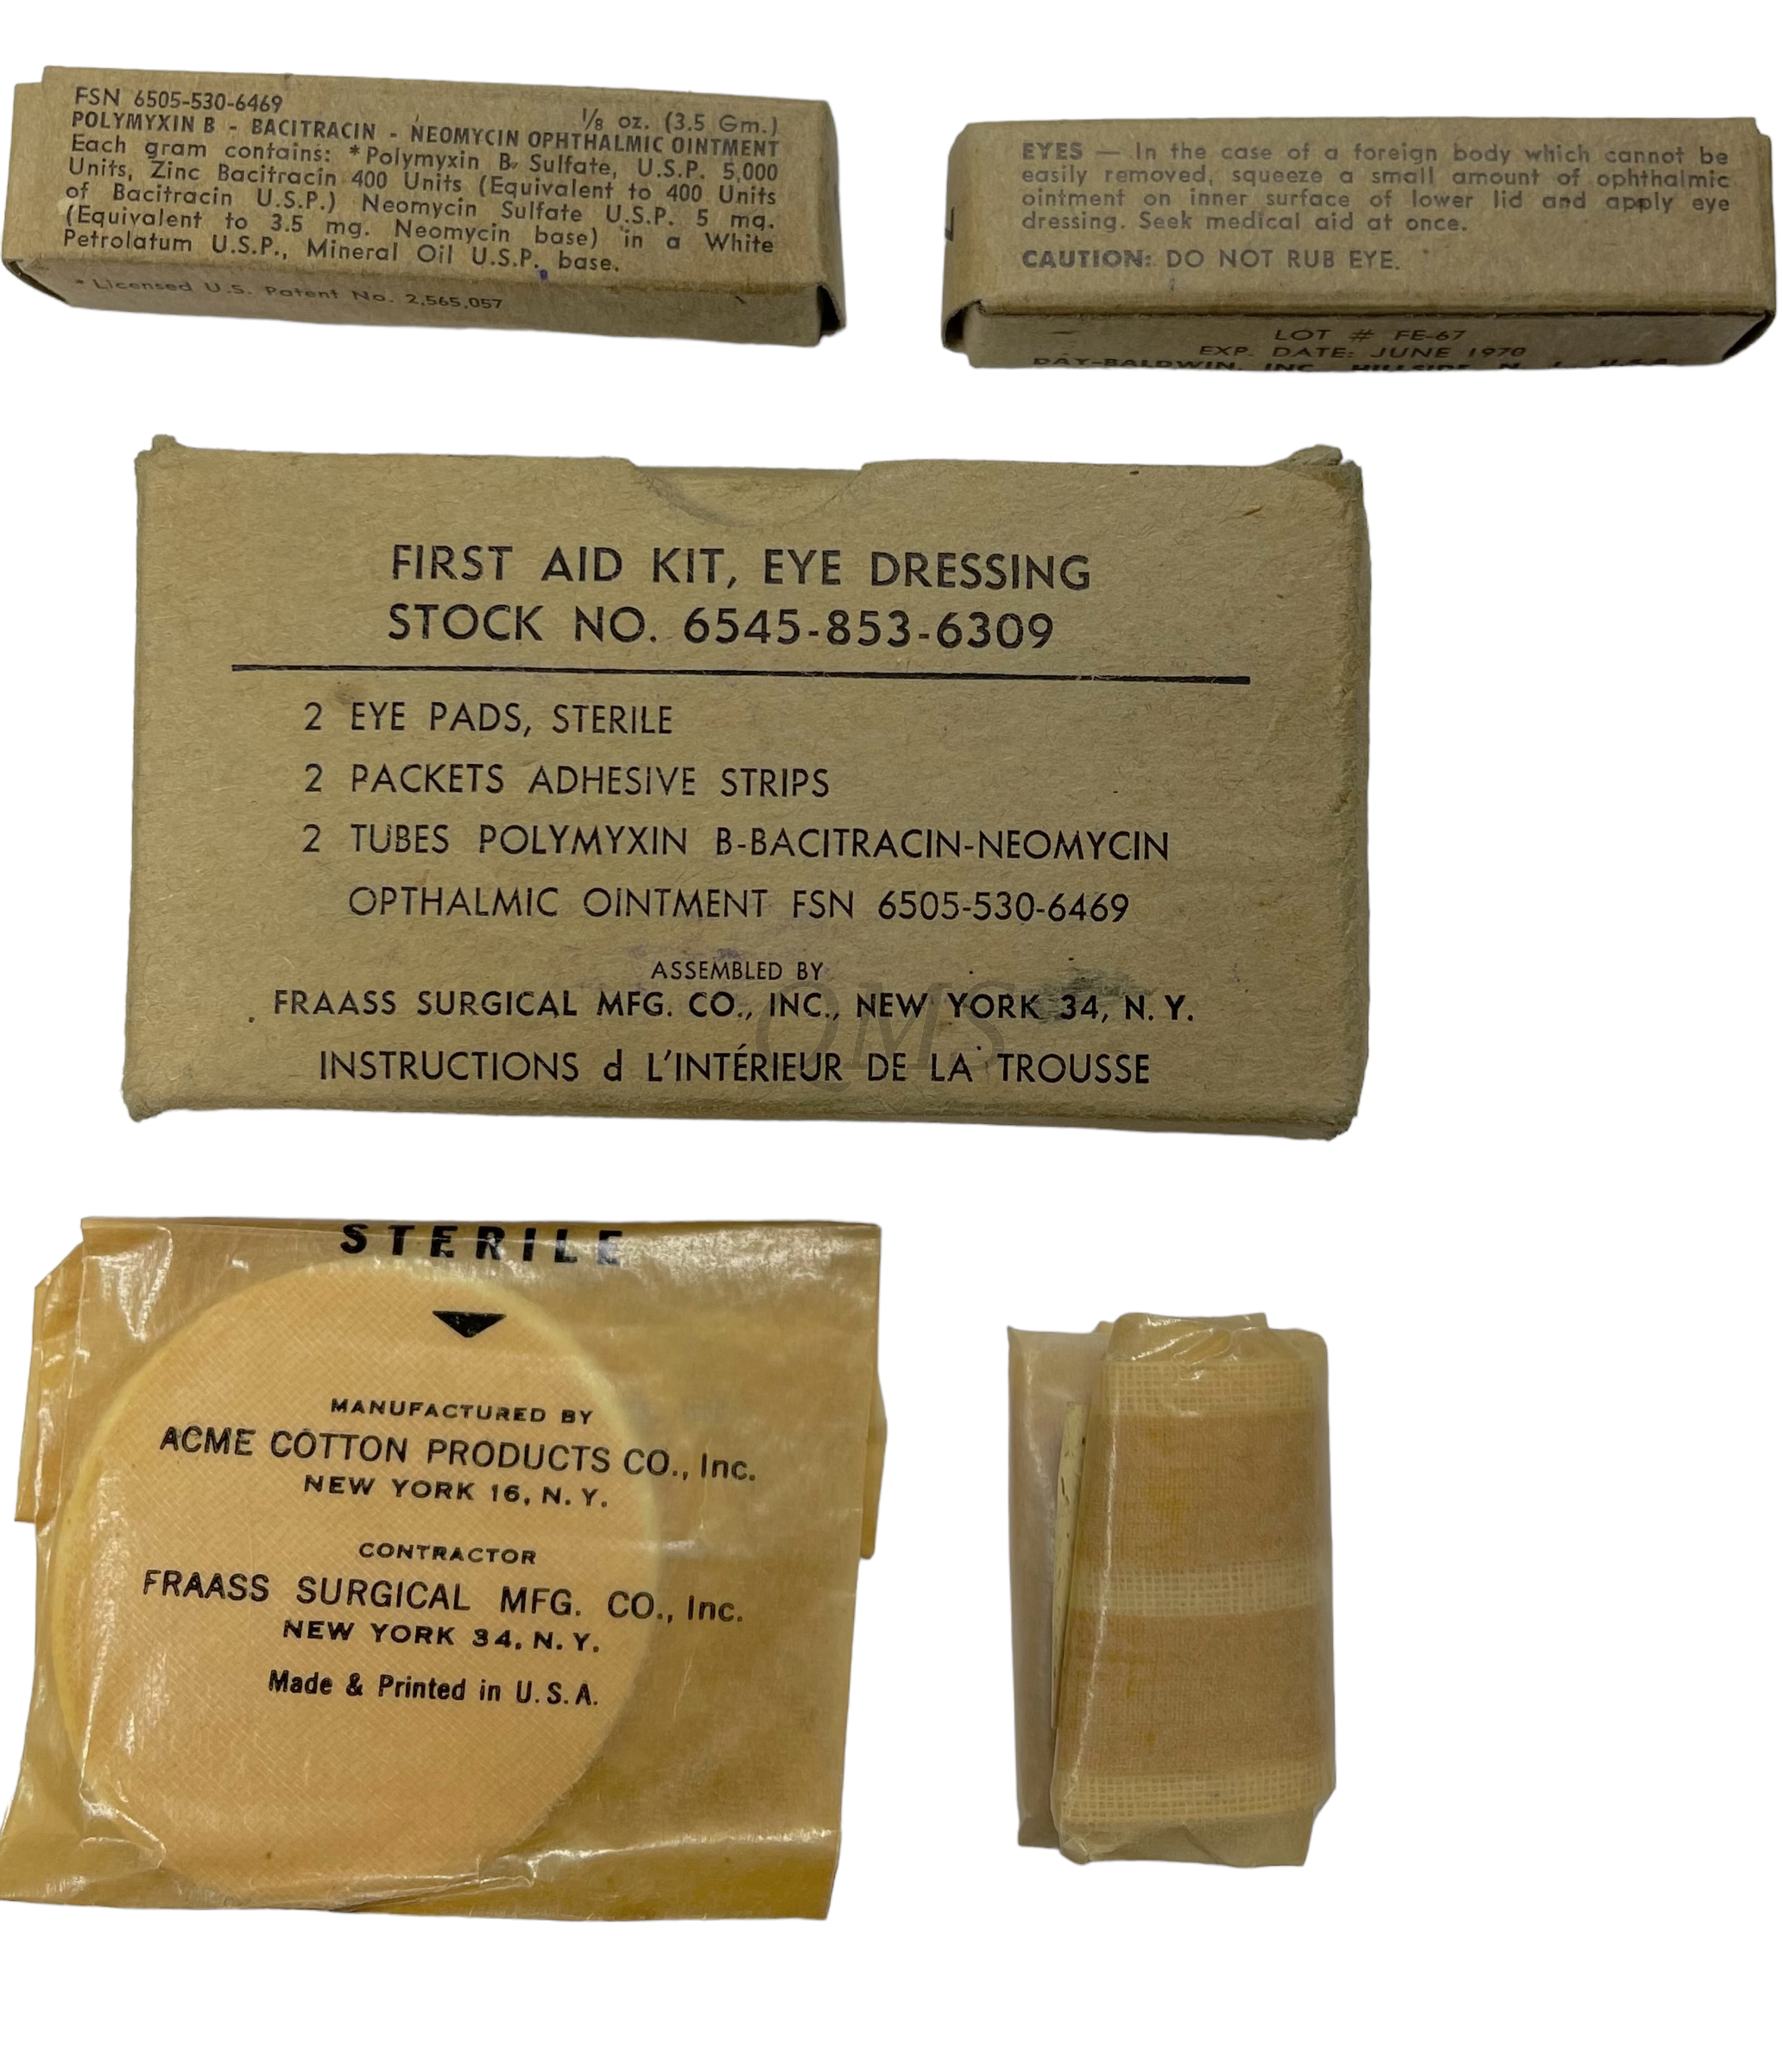 FSN 6505-530-6469
⅛ oz. (3.5 Gm.)
POLYMYXIN B - BACITRACIN - NEOMYCIN OPHTHALMIC OINTMENT
Each gram contains: *Polymyxin B Sulfate, U.S.P. 5,000
Units, Zinc Bacitracin 400 Units (Equivalent to 400 Units
of Bacitracin U.S.P.) Neomycin Sulfate U.S.P. 5 mg.
(Equivalent to 3.5 mg. Neomycin base) in a White
Petrolatum U.S.P., Mineral Oil U.S.P. base.
* Licensed U.S. Patent No. 2,565,057
EYES — In the case of a foreign body which cannot be
easily removed, squeeze a small amount of ophthalmic
ointment on inner surface of lower lid and apply eye
dressing. Seek medical aid at once.
CAUTION: DO NOT RUB EYE.
LOT # FE-67
EXP. DATE: JUNE 1970
DAY-BALDWIN, INC. HILLSIDE, N. J., U.S.A.
FIRST AID KIT, EYE DRESSING
STOCK NO. 6545-853-6309
2 EYE PADS, STERILE
2 PACKETS ADHESIVE STRIPS
2 TUBES POLYMYXIN B-BACITRACIN-NEOMYCIN
OPTHALMIC OINTMENT FSN 6505-530-6469
ASSEMBLED BY
FRAASS SURGICAL MFG. CO., INC., NEW YORK 34, N. Y.
QMS
INSTRUCTIONS d L'INTÉRIEUR DE LA TROUSSE
STERILE
MANUFACTURED BY
ACME COTTON PRODUCTS CO., Inc.
NEW YORK 16, N. Y.
CONTRACTOR
FRAASS SURGICAL MFG. CO., Inc.
NEW YORK 34, N. Y.
Made & Printed in U. S. A.